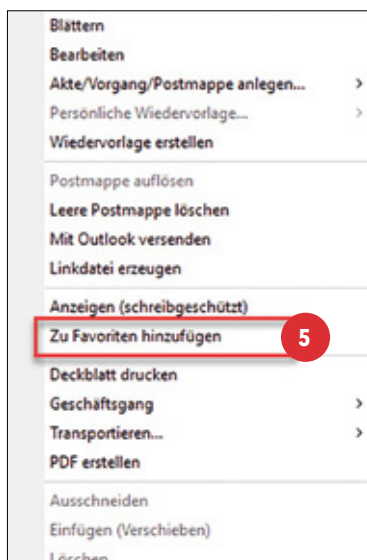 Blättern
Bearbeiten
Akte/Vorgang/Postmappe anlegen...
Persönliche Wiedervorlage...
Wiedervorlage erstellen
Postmappe auflösen
Leere Postmappe löschen
Mit Outlook versenden
Linkdatei erzeugen
Anzeigen (schreibgeschützt)
Zu Favoriten hinzufügen 5
Deckblatt drucken
Geschäftsgang
Transportieren...
PDF erstellen
Ausschneiden
Einfügen (Verschieben)
Löschen